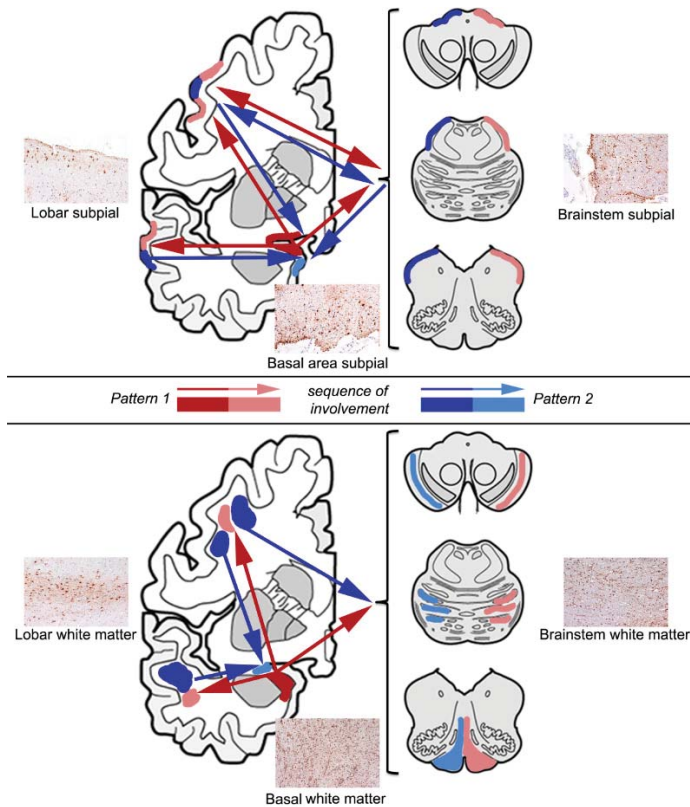 Lobar subpial
Brainstem subpial
Basal area subpial
Pattern 1
sequence of
involvement
Pattern 2
Lobar white matter
Brainstem white matter
Basal white matter